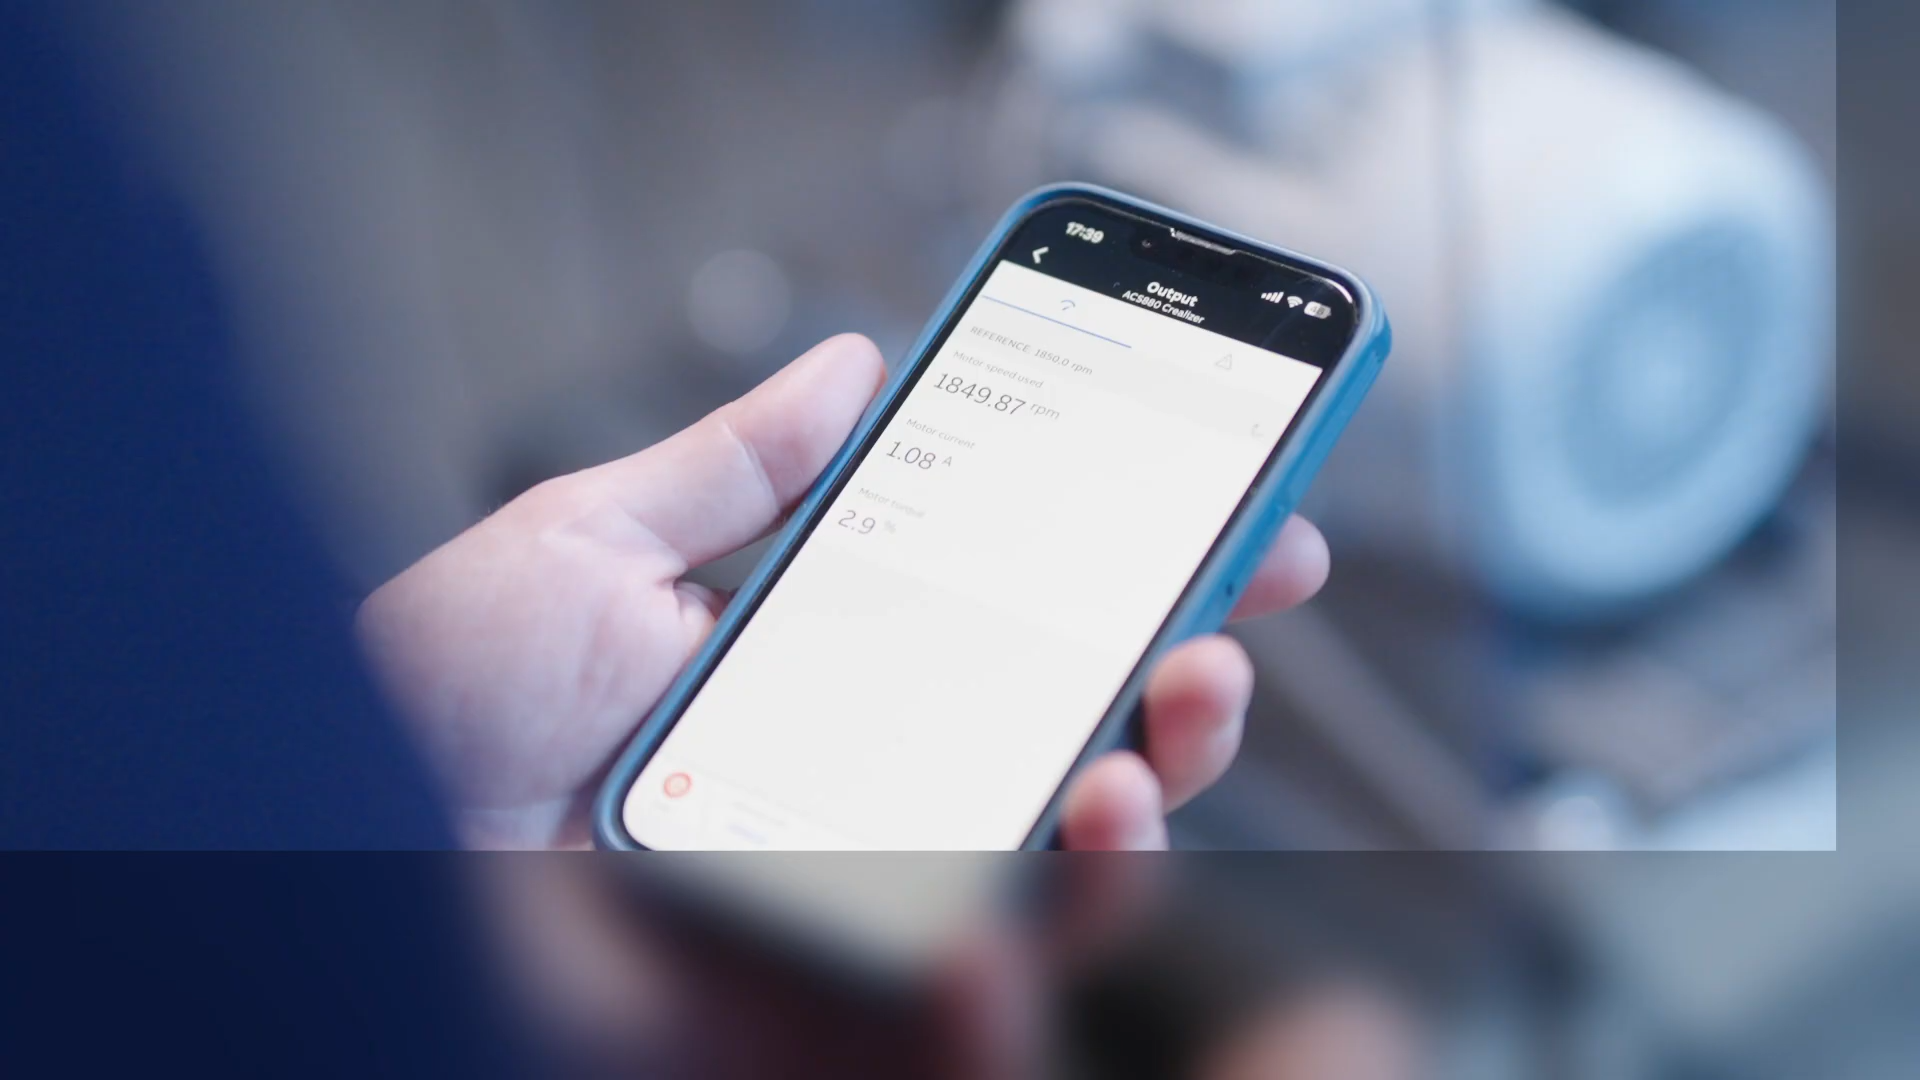 17:39
Output
ACS880 Crealizer
REFERENCE: 1850.0 rpm
Motor speed used
1849.87 rpm
Motor current
1.08 A
Motor torque
2.9 %